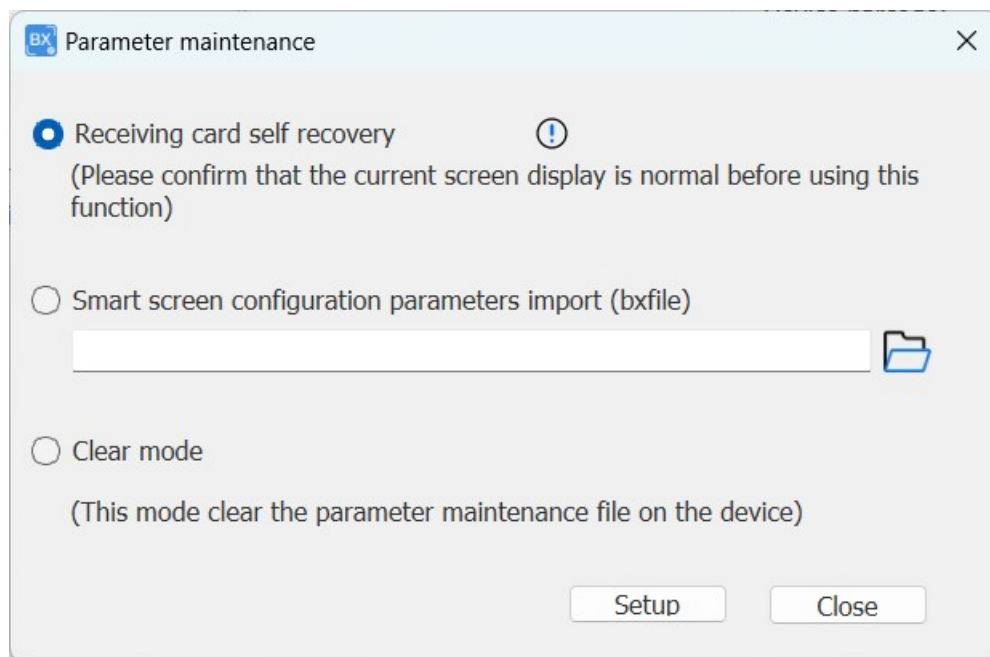 BX
Parameter maintenance
Receiving card self recovery
(Please confirm that the current screen display is normal before using this
function)
Smart screen configuration parameters import (bxfile)
Clear mode
(This mode clear the parameter maintenance file on the device)
Setup
Close